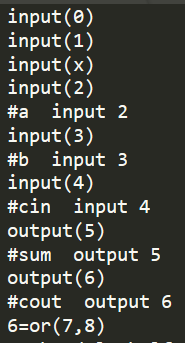 input(0)
input(1)
input(x)
input(2)
#a  input 2
input(3)
#b  input 3
input(4)
#cin  input 4
output(5)
#sum  output 5
output(6)
#cout  output 6
6=or(7,8)